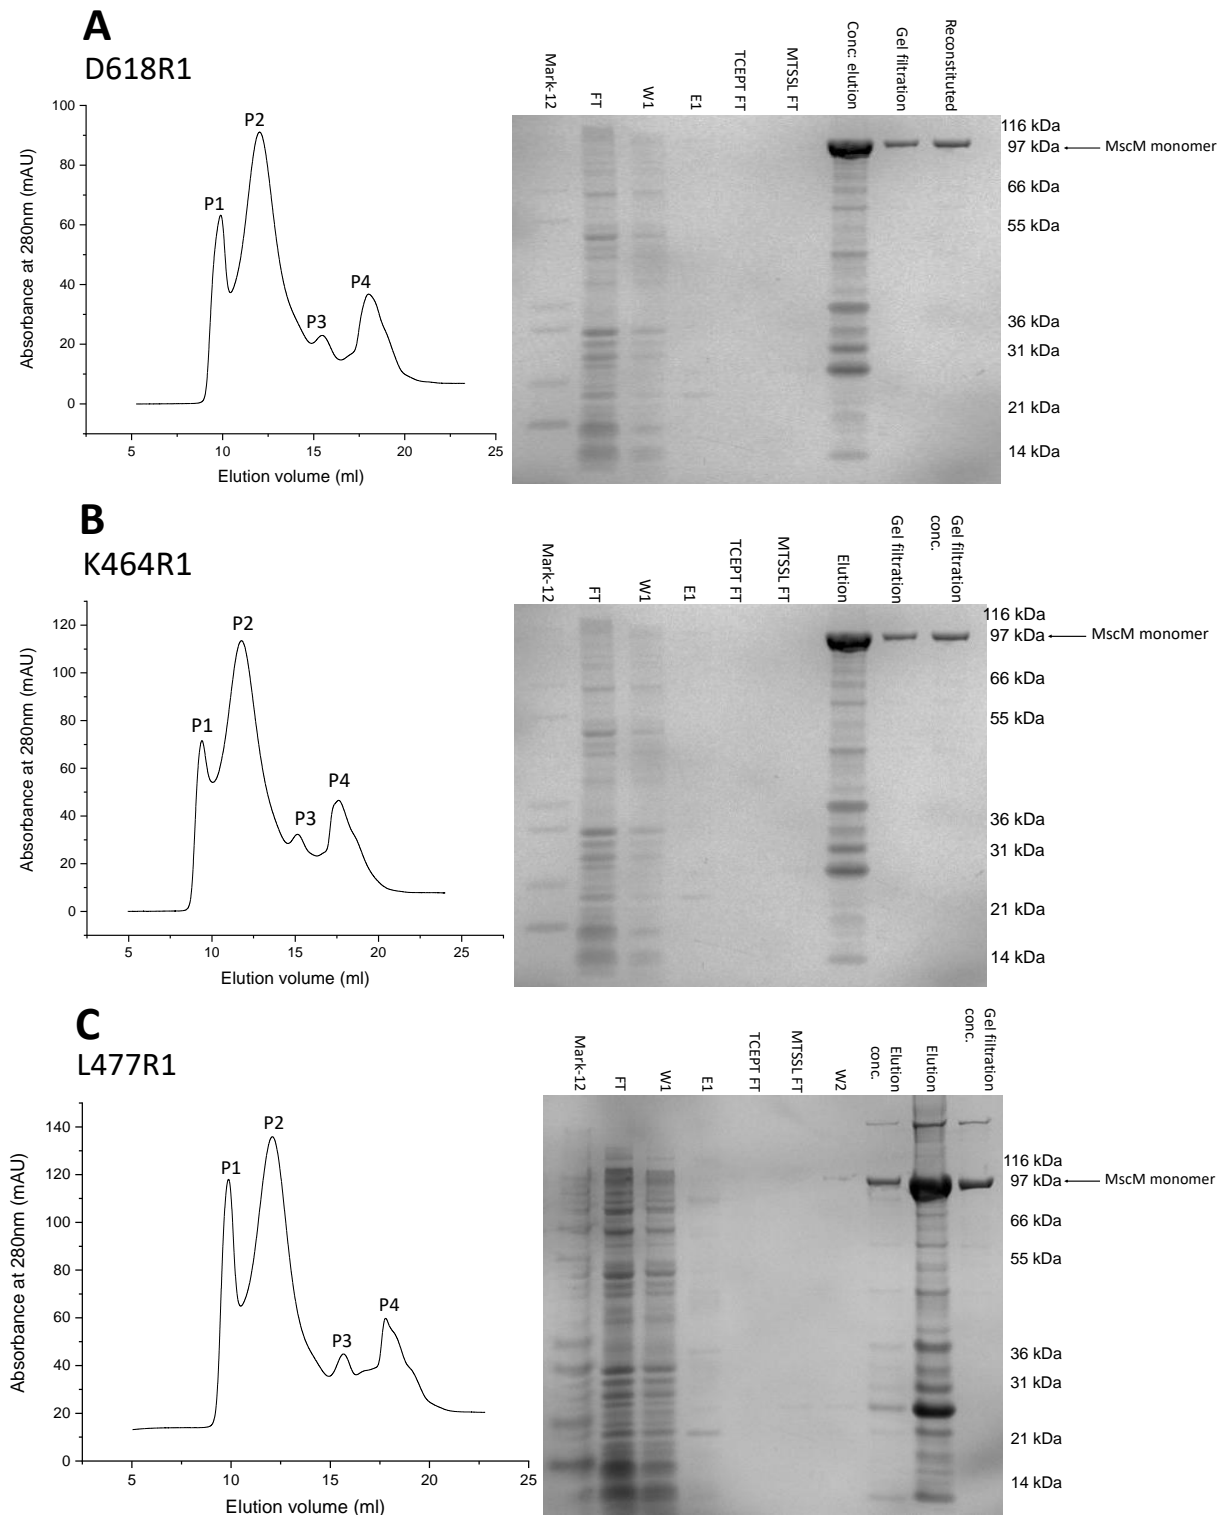 A
D618R1
Absorbance at 280nm (mAU)
100
80
60
40
20
0
P1
P2
P3
P4
5
10
15
20
25
Elution volume (ml)
Mark-12
FT
W1
E1
TCEPT FT
MTSSL FT
Conc: elution
Gel filtration
Reconstituted
116 kDa
97 kDa
MscM monomer
66 kDa
55 kDa
36 kDa
31 kDa
21 kDa
14 kDa
B
K464R1
Absorbance at 280nm (mAU)
120
100
80
60
40
20
0
P1
P2
P3
P4
5
10
15
20
25
Elution volume (ml)
Mark-12
FT
W1
E1
TCEPT FT
MTSSL FT
Elution
Gel filtration
Gel filtration
conc.
116 kDa
97 kDa
MscM monomer
66 kDa
55 kDa
36 kDa
31 kDa
21 kDa
14 kDa
C
L477R1
Absorbance at 280nm (mAU)
140
120
100
80
60
40
20
0
P1
P2
P3
P4
5
10
15
20
25
Elution volume (ml)
Mark-12
FT
W1
E1
TCEPT FT
MTSSL FT
W2
Elution
conc.
Elution
Gel filtration
conc.
116 kDa
97 kDa
MscM monomer
66 kDa
55 kDa
36 kDa
31 kDa
21 kDa
14 kDa